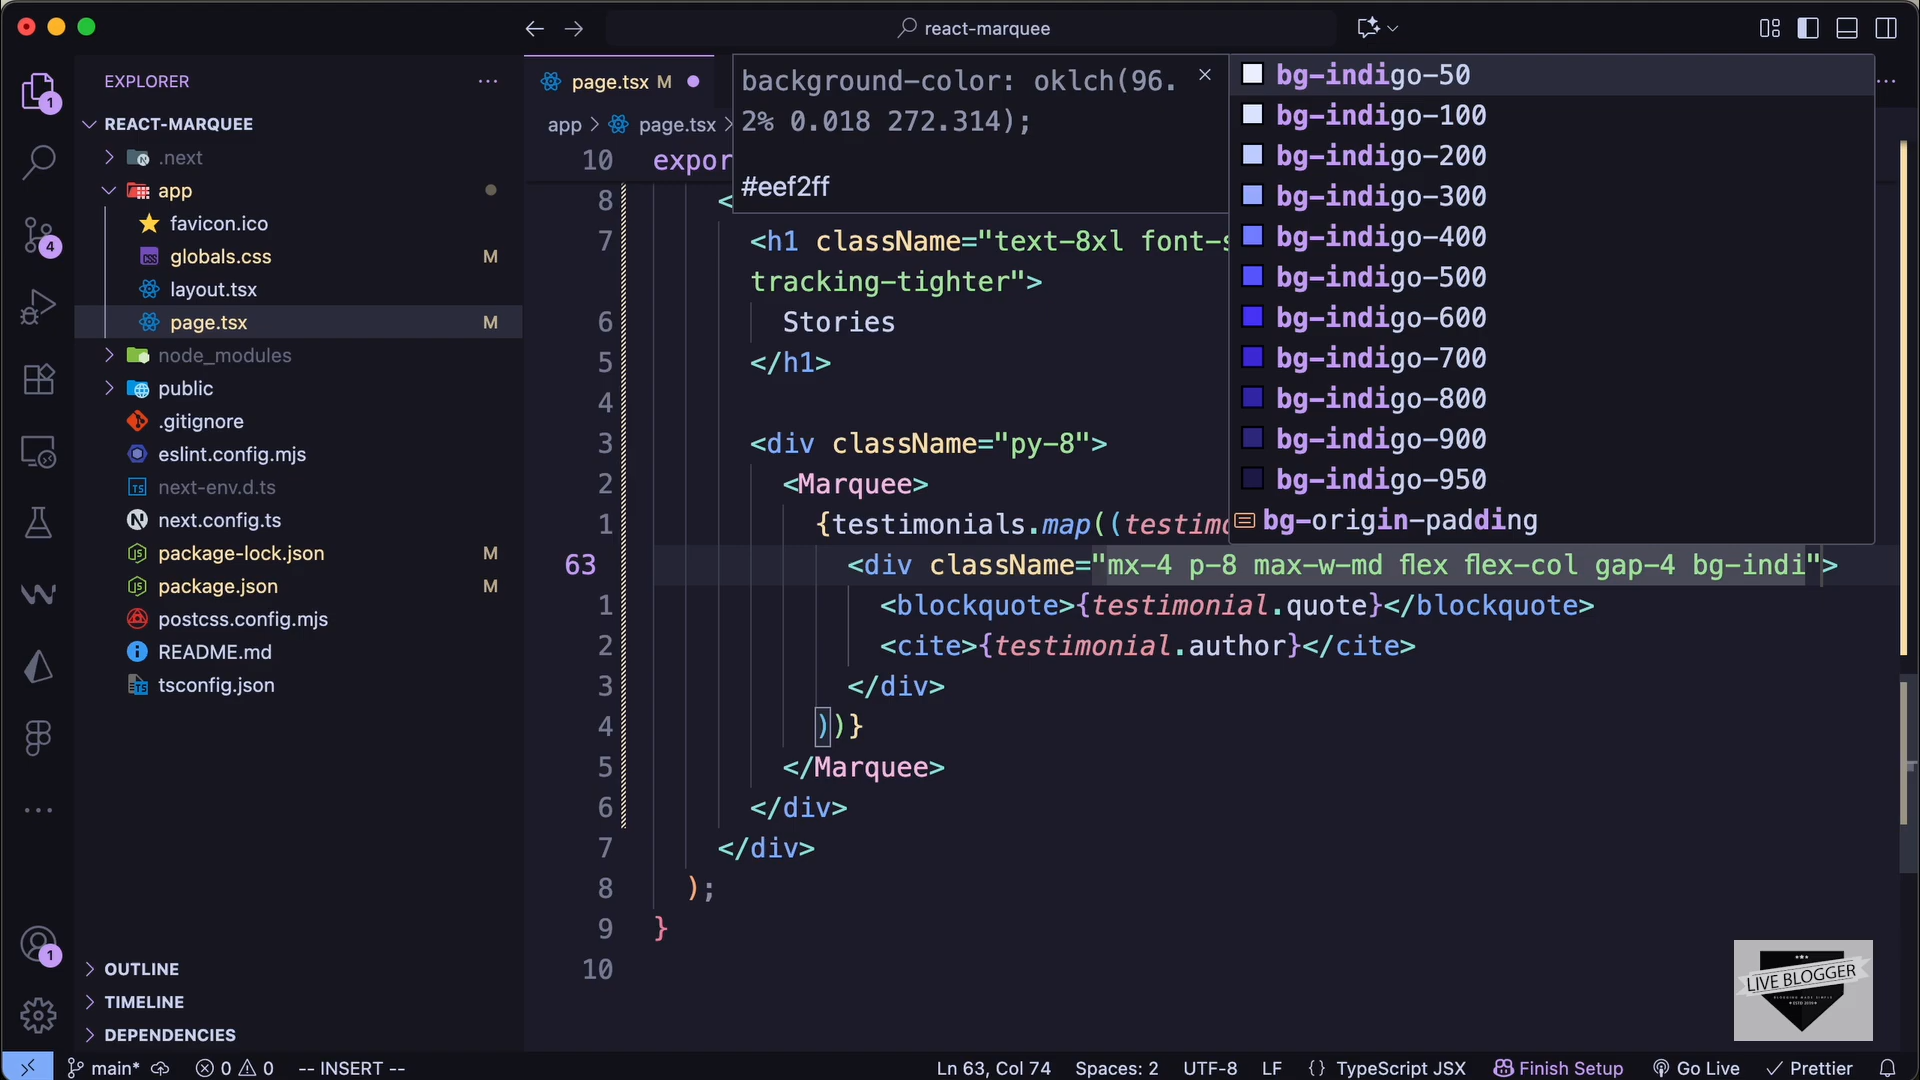 react-marquee
EXPLORER
REACT-MARQUEE
.next
app
favicon.ico
globals.css M
layout.tsx
page.tsx M
node_modules
public
.gitignore
eslint.config.mjs
next-env.d.ts
next.config.ts
package-lock.json M
package.json M
postcss.config.mjs
README.md
tsconfig.json
OUTLINE
TIMELINE
DEPENDENCIES
1
4
1
page.tsx M
app > page.tsx >
background-color: oklch(96.
2% 0.018 272.314);
#eef2ff
bg-indigo-50
bg-indigo-100
bg-indigo-200
bg-indigo-300
bg-indigo-400
bg-indigo-500
bg-indigo-600
bg-indigo-700
bg-indigo-800
bg-indigo-900
bg-indigo-950
bg-origin-padding
10 expor
8 <
7 <h1 className="text-8xl font-s
tracking-tighter">
6 Stories
5 </h1>
4
3 <div className="py-8">
2 <Marquee>
1 {testimonials.map((testimo
63 <div className="mx-4 p-8 max-w-md flex flex-col gap-4 bg-indi">
1 <blockquote>{testimonial.quote}</blockquote>
2 <cite>{testimonial.author}</cite>
3 </div>
4 ))}
5 </Marquee>
6 </div>
7 </div>
8 );
9 }
10
LIVE BLOGGER
main* 0 0 -- INSERT -- Ln 63, Col 74 Spaces: 2 UTF-8 LF {} TypeScript JSX Finish Setup Go Live Prettier